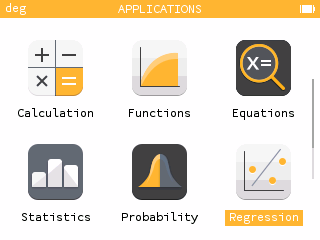 deg APPLICATIONS
+ − × =
X=
Calculation Functions Equations
Statistics Probability Regression